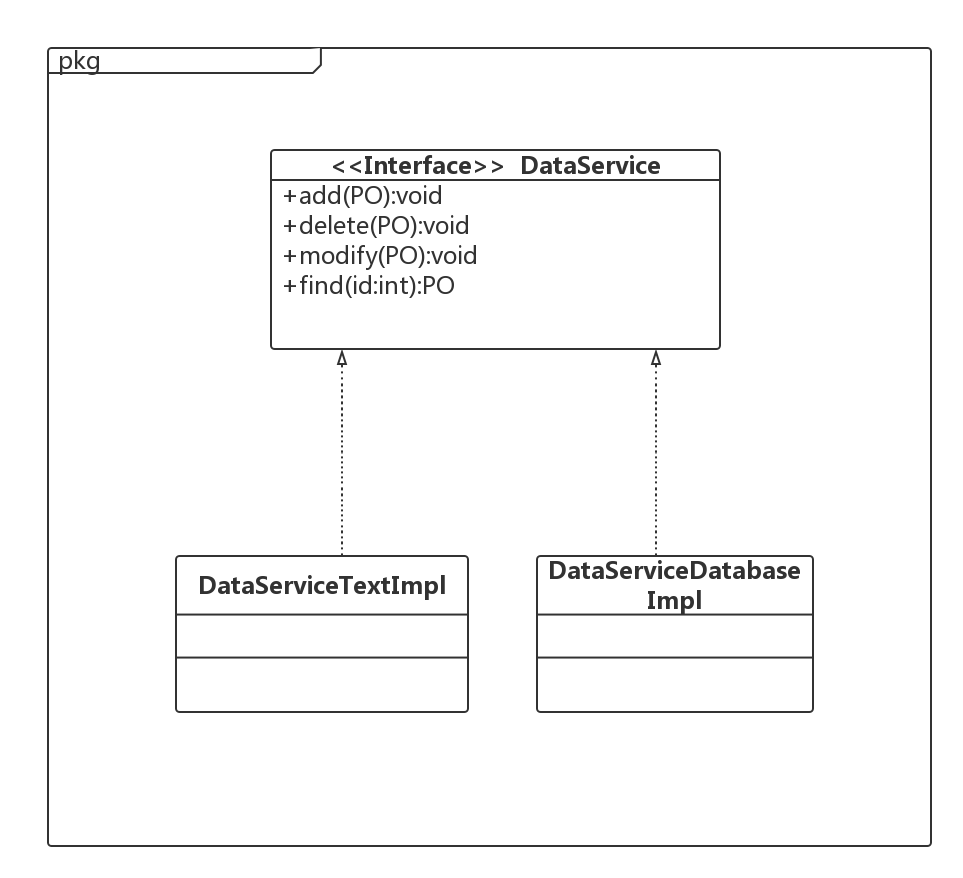 pkg
<<Interface>> DataService
+add(PO):void
+delete(PO):void
+modify(PO):void
+find(id:int):PO
DataServiceTextImpl
DataServiceDatabase
Impl